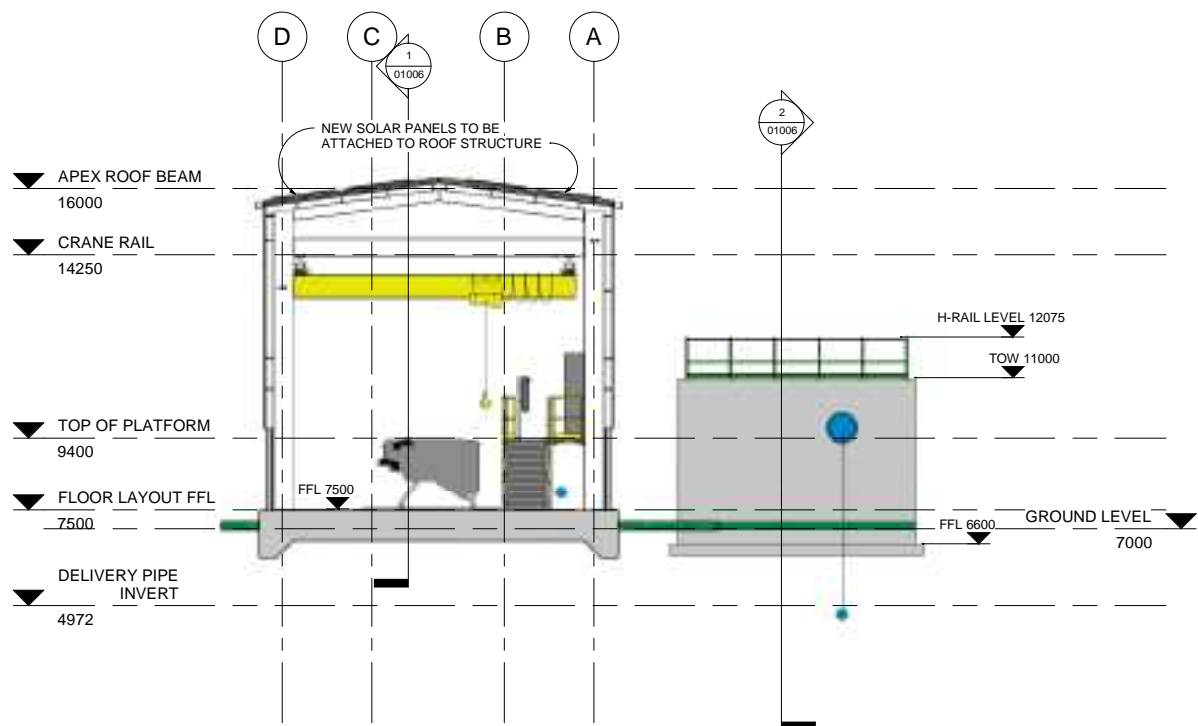 D
C
B
A
1
01006
2
01006
NEW SOLAR PANELS TO BE
ATTACHED TO ROOF STRUCTURE
APEX ROOF BEAM
16000
CRANE RAIL
14250
H-RAIL LEVEL 12075
TOW 11000
TOP OF PLATFORM
9400
FLOOR LAYOUT FFL
7500
FFL 7500
FFL 6600
GROUND LEVEL
7000
DELIVERY PIPE
INVERT
4972